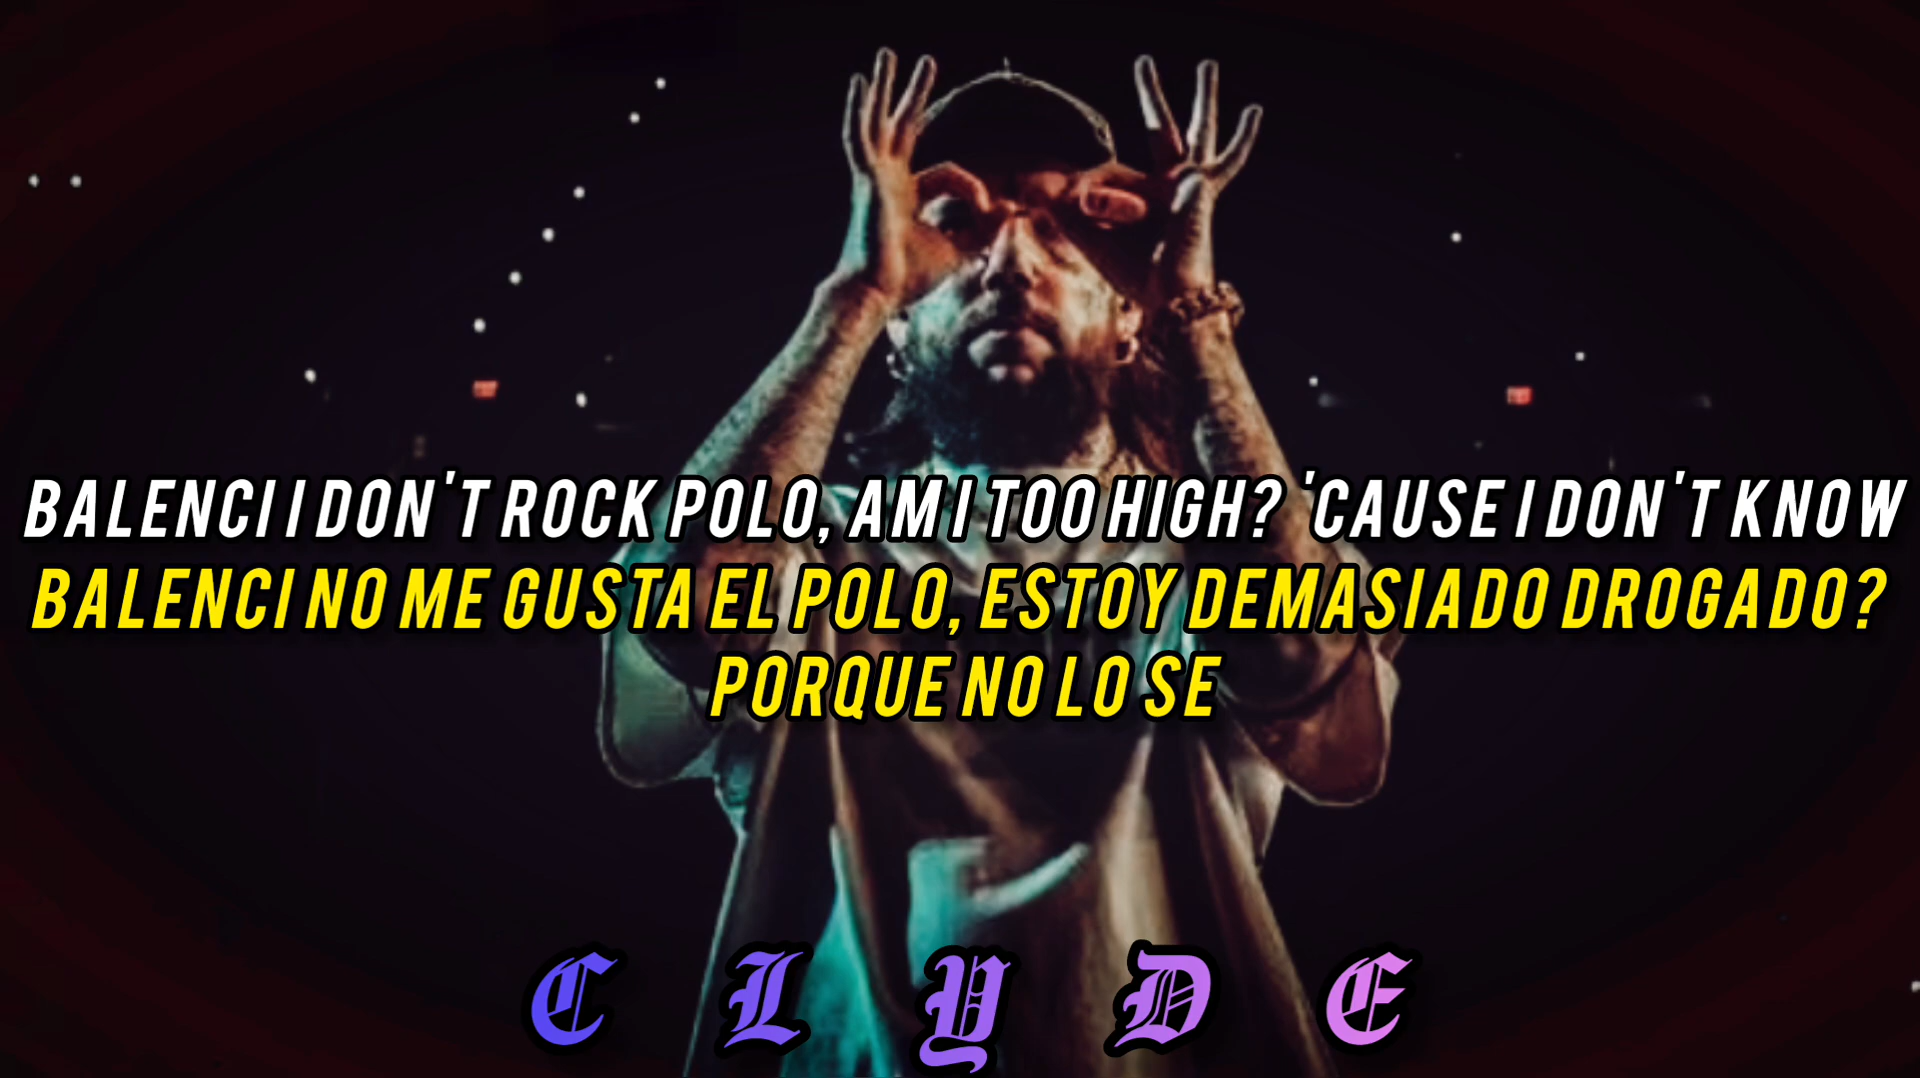 BALENCI I DON'T ROCK POLO, AM I TOO HIGH? 'CAUSE I DON'T KNOW
BALENCI NO ME GUSTA EL POLO, ESTOY DEMASIADO DROGADO?
PORQUE NO LO SE
CLYDE